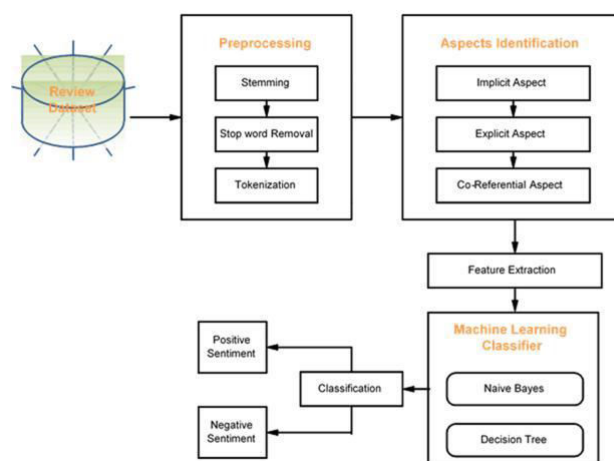 Review
Dataset
Preprocessing
Stemming
Stop word Removal
Tokenization
Aspects Identification
Implicit Aspect
Explicit Aspect
Co-Referential Aspect
Feature Extraction
Machine Learning
Classifier
Naive Bayes
Decision Tree
Classification
Positive
Sentiment
Negative
Sentiment